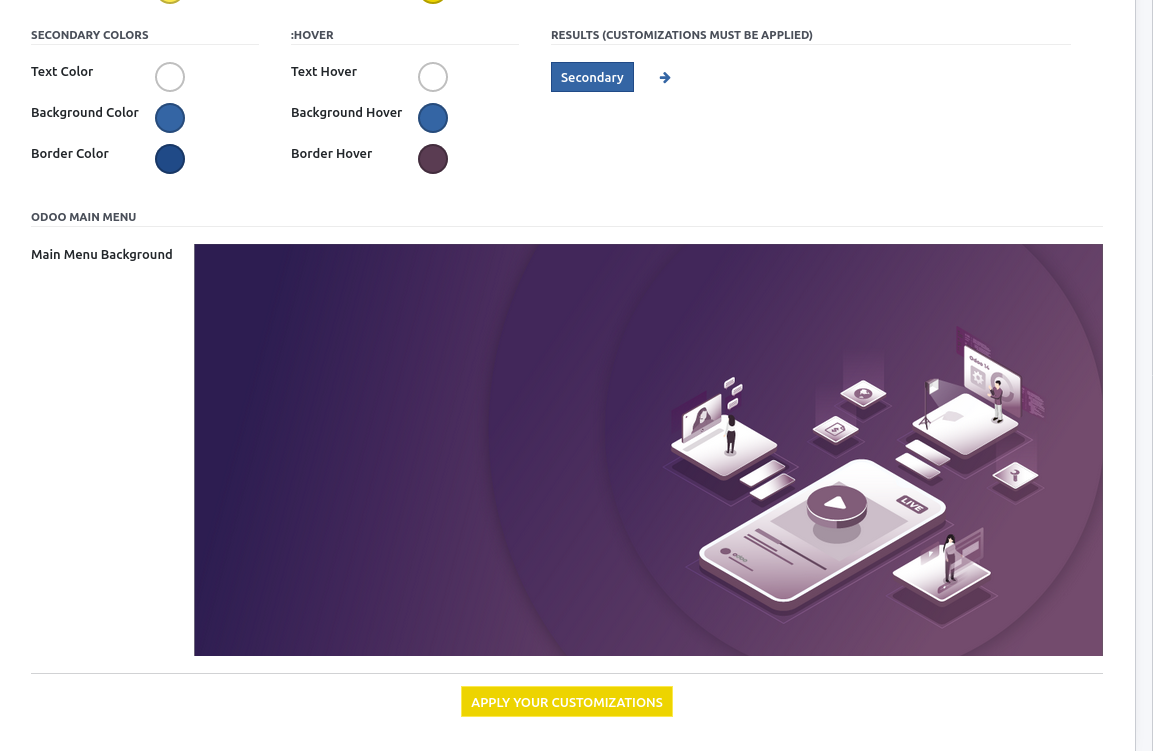 SECONDARY COLORS
:HOVER
RESULTS (CUSTOMIZATIONS MUST BE APPLIED)
Text Color
Text Hover
Secondary
Background Color
Background Hover
Border Color
Border Hover
ODOO MAIN MENU
Main Menu Background
Odoo 14
LIVE
odoo
APPLY YOUR CUSTOMIZATIONS